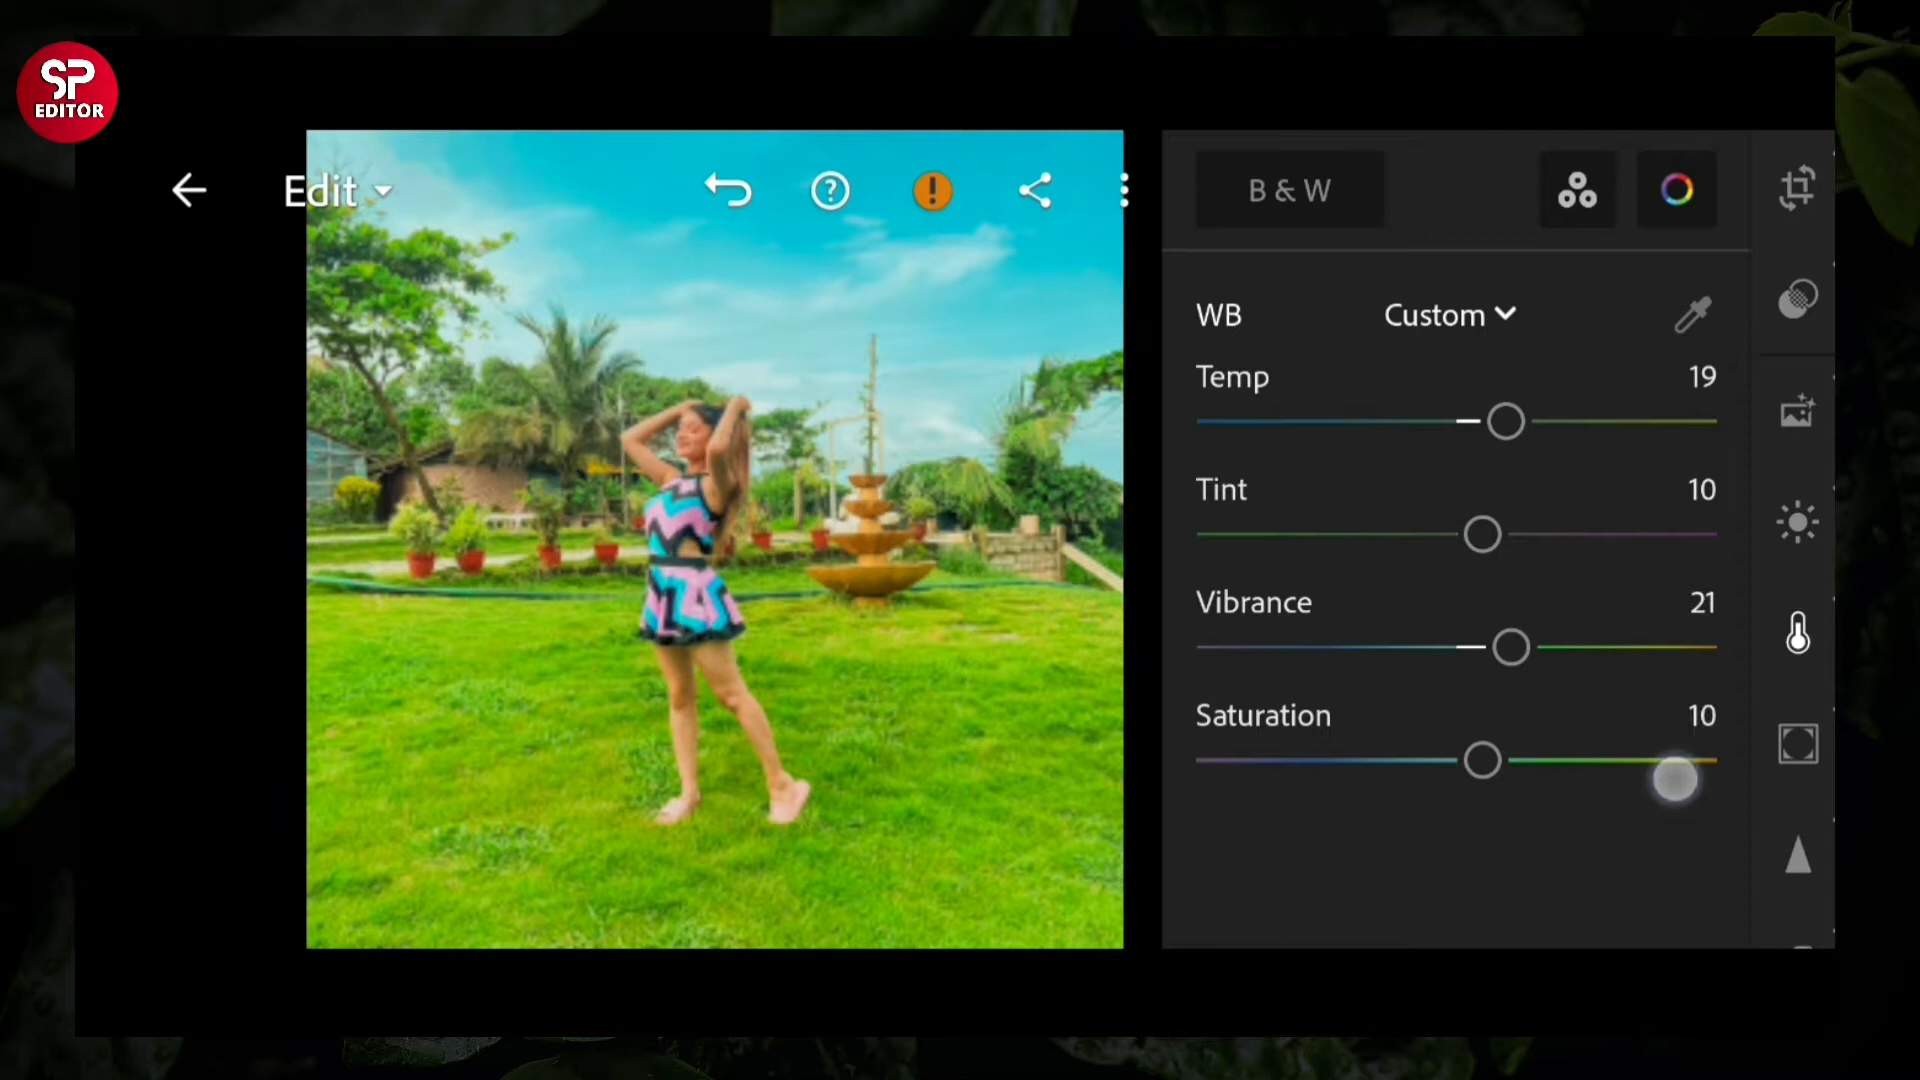 SP
EDITOR
Edit
B & W
WB Custom
Temp 19
Tint 10
Vibrance 21
Saturation 10